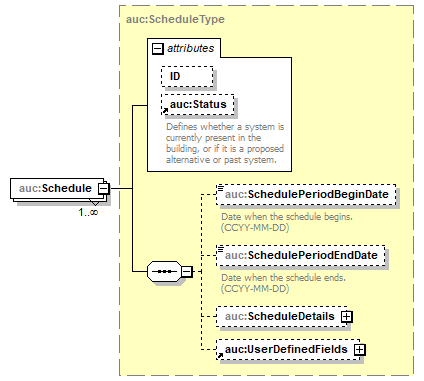 auc:ScheduleType
attributes
ID
auc:Status
Defines whether a system is
currently present in the
building, or if it is a proposed
alternative or past system.
auc:Schedule
1..∞
auc:SchedulePeriodBeginDate
Date when the schedule begins.
(CCYY-MM-DD)
auc:SchedulePeriodEndDate
Date when the schedule ends.
(CCYY-MM-DD)
auc:ScheduleDetails
auc:UserDefinedFields